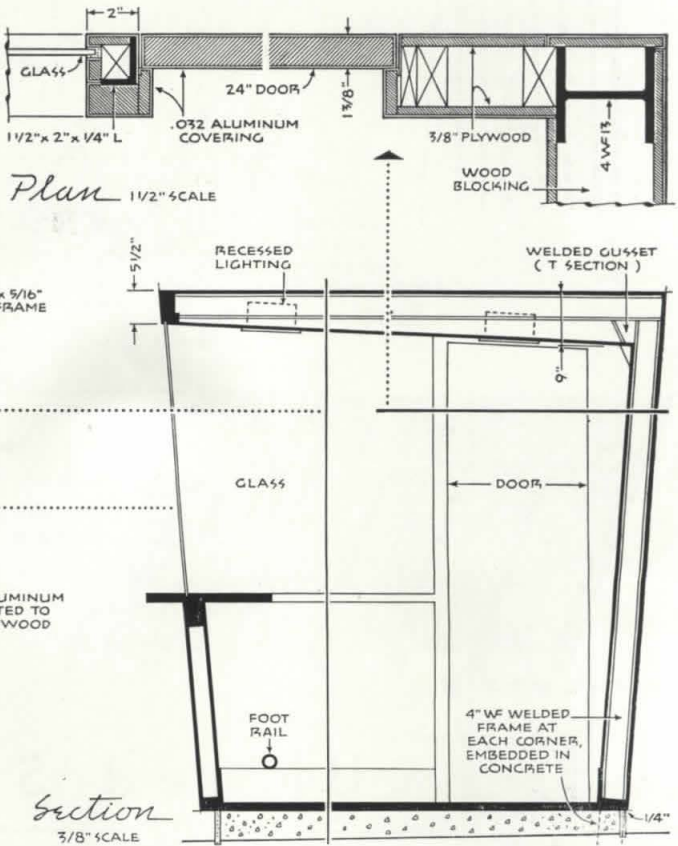 2"
GLASS
24" DOOR
1 3/8"
1 1/2" x 2" x 1/4" L
.032 ALUMINUM
COVERING
3/8" PLYWOOD
4 WF 13
WOOD
BLOCKING
Plan 1 1/2" SCALE
5 1/2"
RECESSED
LIGHTING
WELDED GUSSET
( T SECTION )
x 5/16"
FRAME
9"
GLASS
DOOR
UMINUM
TED TO
WOOD
FOOT
RAIL
4" WF WELDED
FRAME AT
EACH CORNER,
EMBEDDED IN
CONCRETE
1/4"
Section
3/8" SCALE